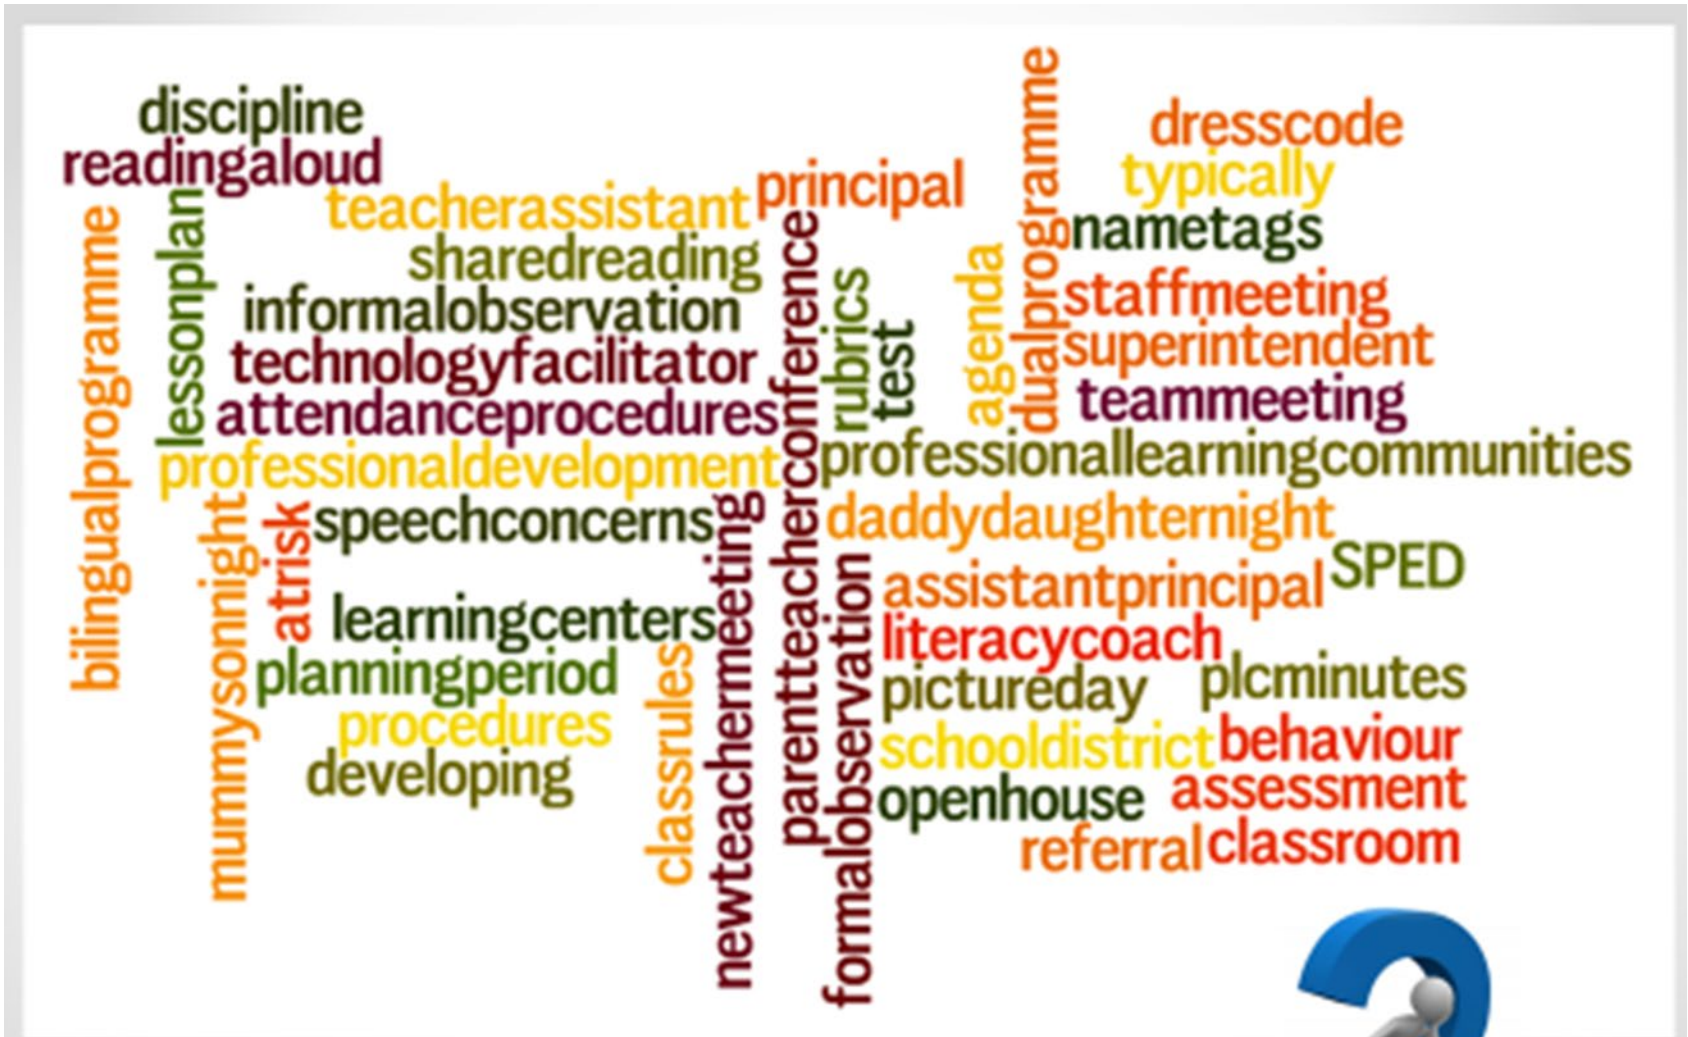 discipline
readingaloud
bilingualprogramme
lessonplan
teacherassistant
principal
sharedreading
informalobservation
technologyfacilitator
attendanceprocedures
professionaldevelopment
mummysonnight
atrisk
speechconcerns
learningcenters
planningperiod
procedures
developing
classrules
newteachermeeting
parentteacherconference
formalobservation
rubrics
test
agenda
dualprogramme
dresscode
typically
nametags
staffmeeting
superintendent
teammeeting
professionallearningcommunities
daddydaughternight
SPED
assistantprincipal
literacycoach
pictureday
plcminutes
schooldistrict
behaviour
openhouse
assessment
referral
classroom